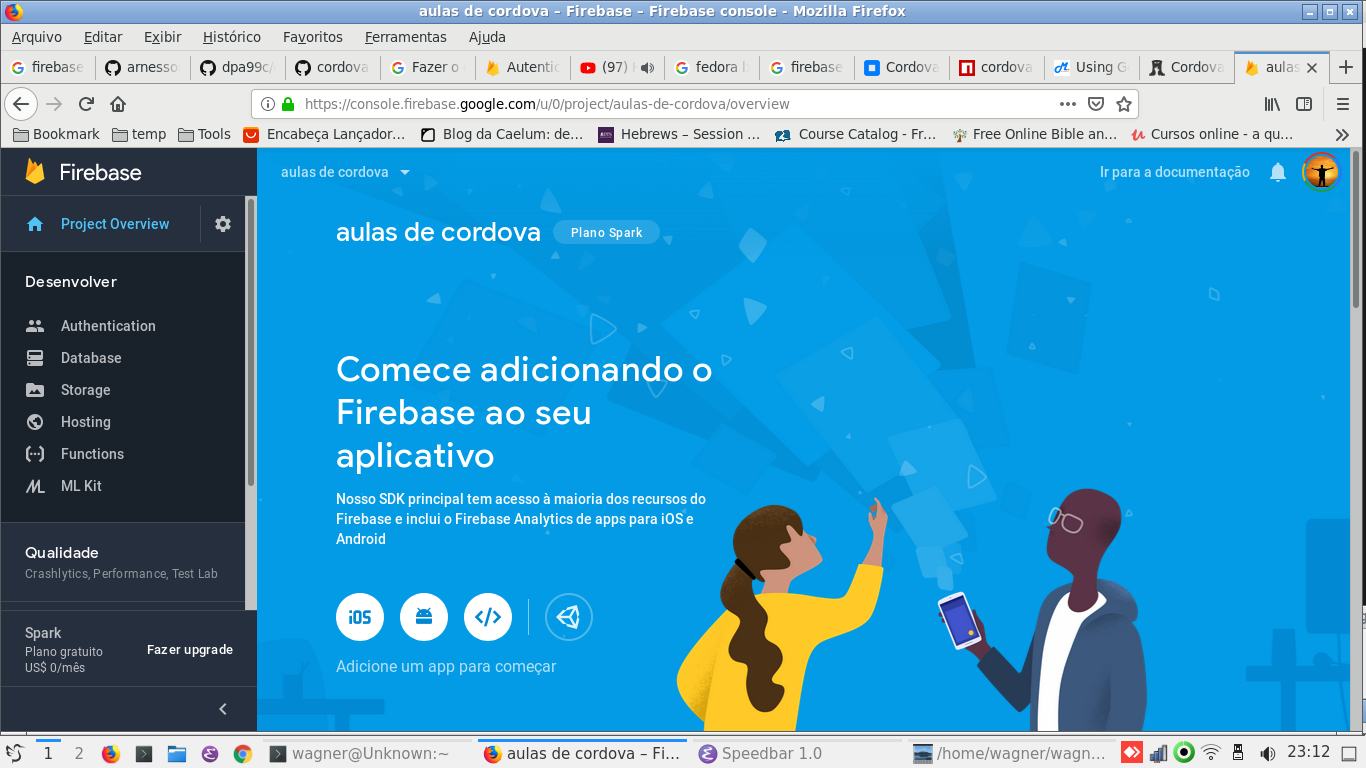 aulas de cordova – Firebase – Firebase console - Mozilla Firefox
Arquivo Editar Exibir Histórico Favoritos Ferramentas Ajuda
firebase arnesso dpa99c/ cordova Fazer o Autentic (97) fedora firebase Cordova cordova Using G Cordova aulas
https://console.firebase.google.com/u/0/project/aulas-de-cordova/overview
Bookmark temp Tools Encabeça Lançador… Blog da Caelum: de… Hebrews – Session … Course Catalog - Fr… Free Online Bible an… Cursos online - a qu…
Firebase
aulas de cordova
Ir para a documentação
Project Overview
aulas de cordova Plano Spark
Desenvolver
Authentication
Database
Storage
Hosting
Functions
ML Kit
Comece adicionando o
Firebase ao seu
aplicativo
Nosso SDK principal tem acesso à maioria dos recursos do
Firebase e inclui o Firebase Analytics de apps para iOS e
Android
Qualidade
Crashlytics, Performance, Test Lab
iOS
Adicione um app para começar
Spark
Plano gratuito
US$ 0/mês
Fazer upgrade
1 2 wagner@Unknown:~ aulas de cordova – Fi… Speedbar 1.0 /home/wagner/wagn… 23:12